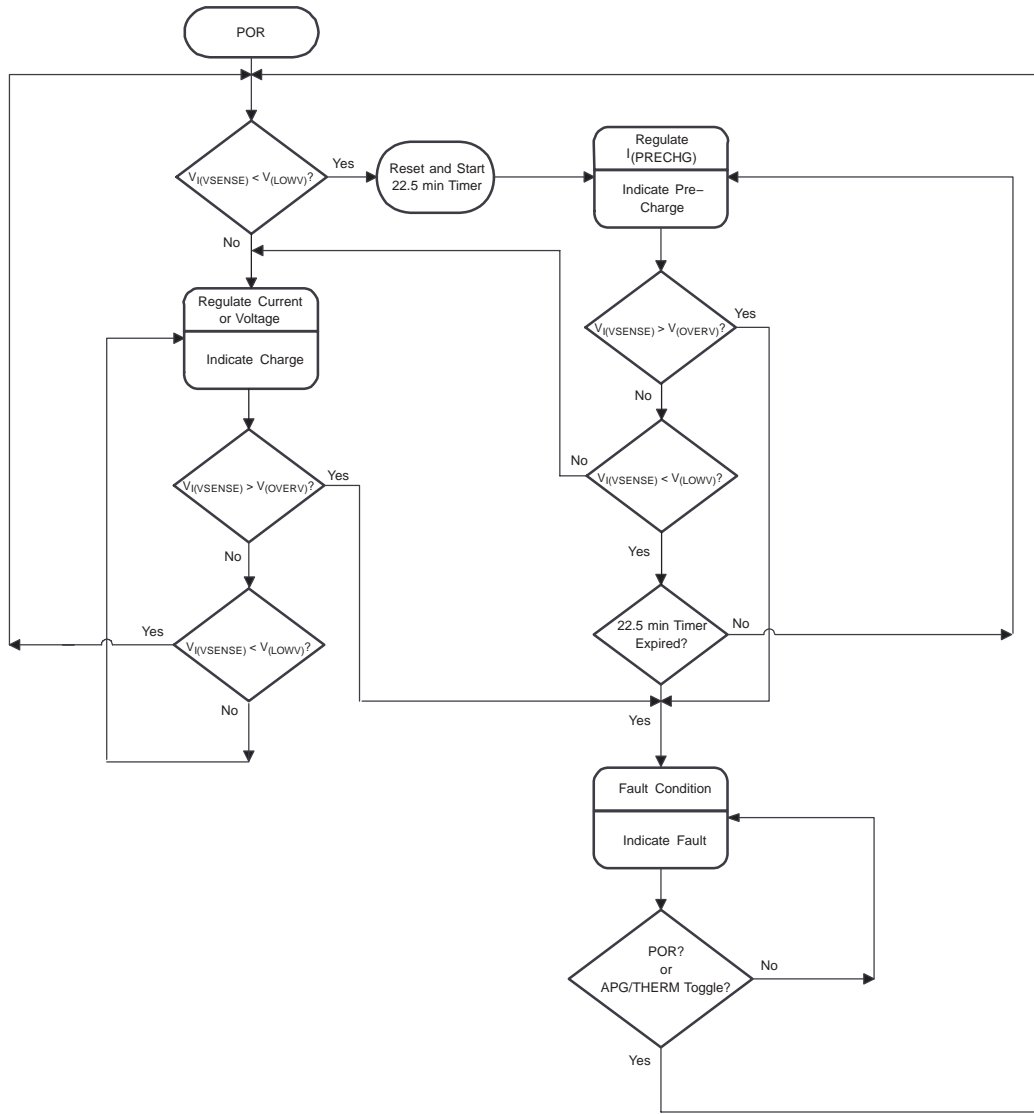 POR
V_I(VSENSE) < V_(LOWV)?
Yes
No
Reset and Start
22.5 min Timer
Regulate
I(PRECHG)
Indicate Pre–
Charge
Regulate Current
or Voltage
Indicate Charge
VI(VSENSE) > V(OVERV)?
Yes
No
VI(VSENSE) > V(OVERV)?
Yes
No
VI(VSENSE) < V(LOWV)?
No
Yes
VI(VSENSE) < V(LOWV)?
Yes
No
22.5 min Timer
Expired?
No
Yes
Fault Condition
Indicate Fault
POR?
or
APG/THERM Toggle?
No
Yes